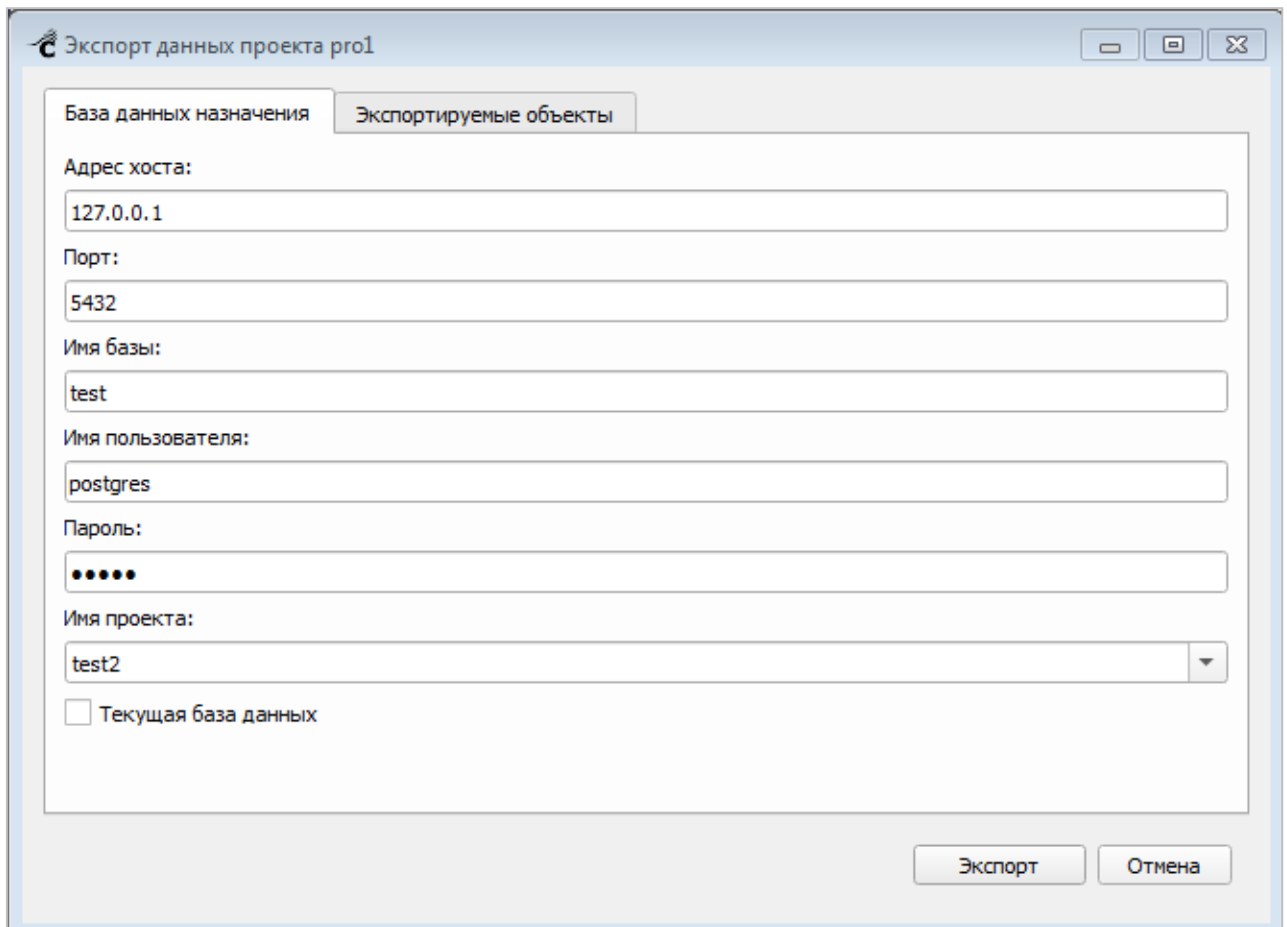 Экспорт данных проекта pro1
База данных назначения
Экспортируемые объекты
Адрес хоста:
127.0.0.1
Порт:
5432
Имя базы:
test
Имя пользователя:
postgres
Пароль:
•••••
Имя проекта:
test2
Текущая база данных
Экспорт
Отмена